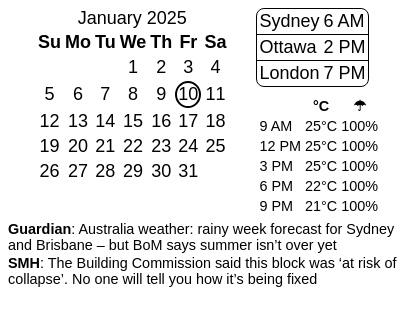 January 2025
Su Mo Tu We Th Fr Sa
1 2 3 4
5 6 7 8 9 10 11
12 13 14 15 16 17 18
19 20 21 22 23 24 25
26 27 28 29 30 31
Sydney 6 AM
Ottawa 2 PM
London 7 PM
°C ☂
9 AM 25°C 100%
12 PM 25°C 100%
3 PM 25°C 100%
6 PM 22°C 100%
9 PM 21°C 100%
Guardian: Australia weather: rainy week forecast for Sydney
and Brisbane – but BoM says summer isn’t over yet
SMH: The Building Commission said this block was ‘at risk of
collapse’. No one will tell you how it’s being fixed